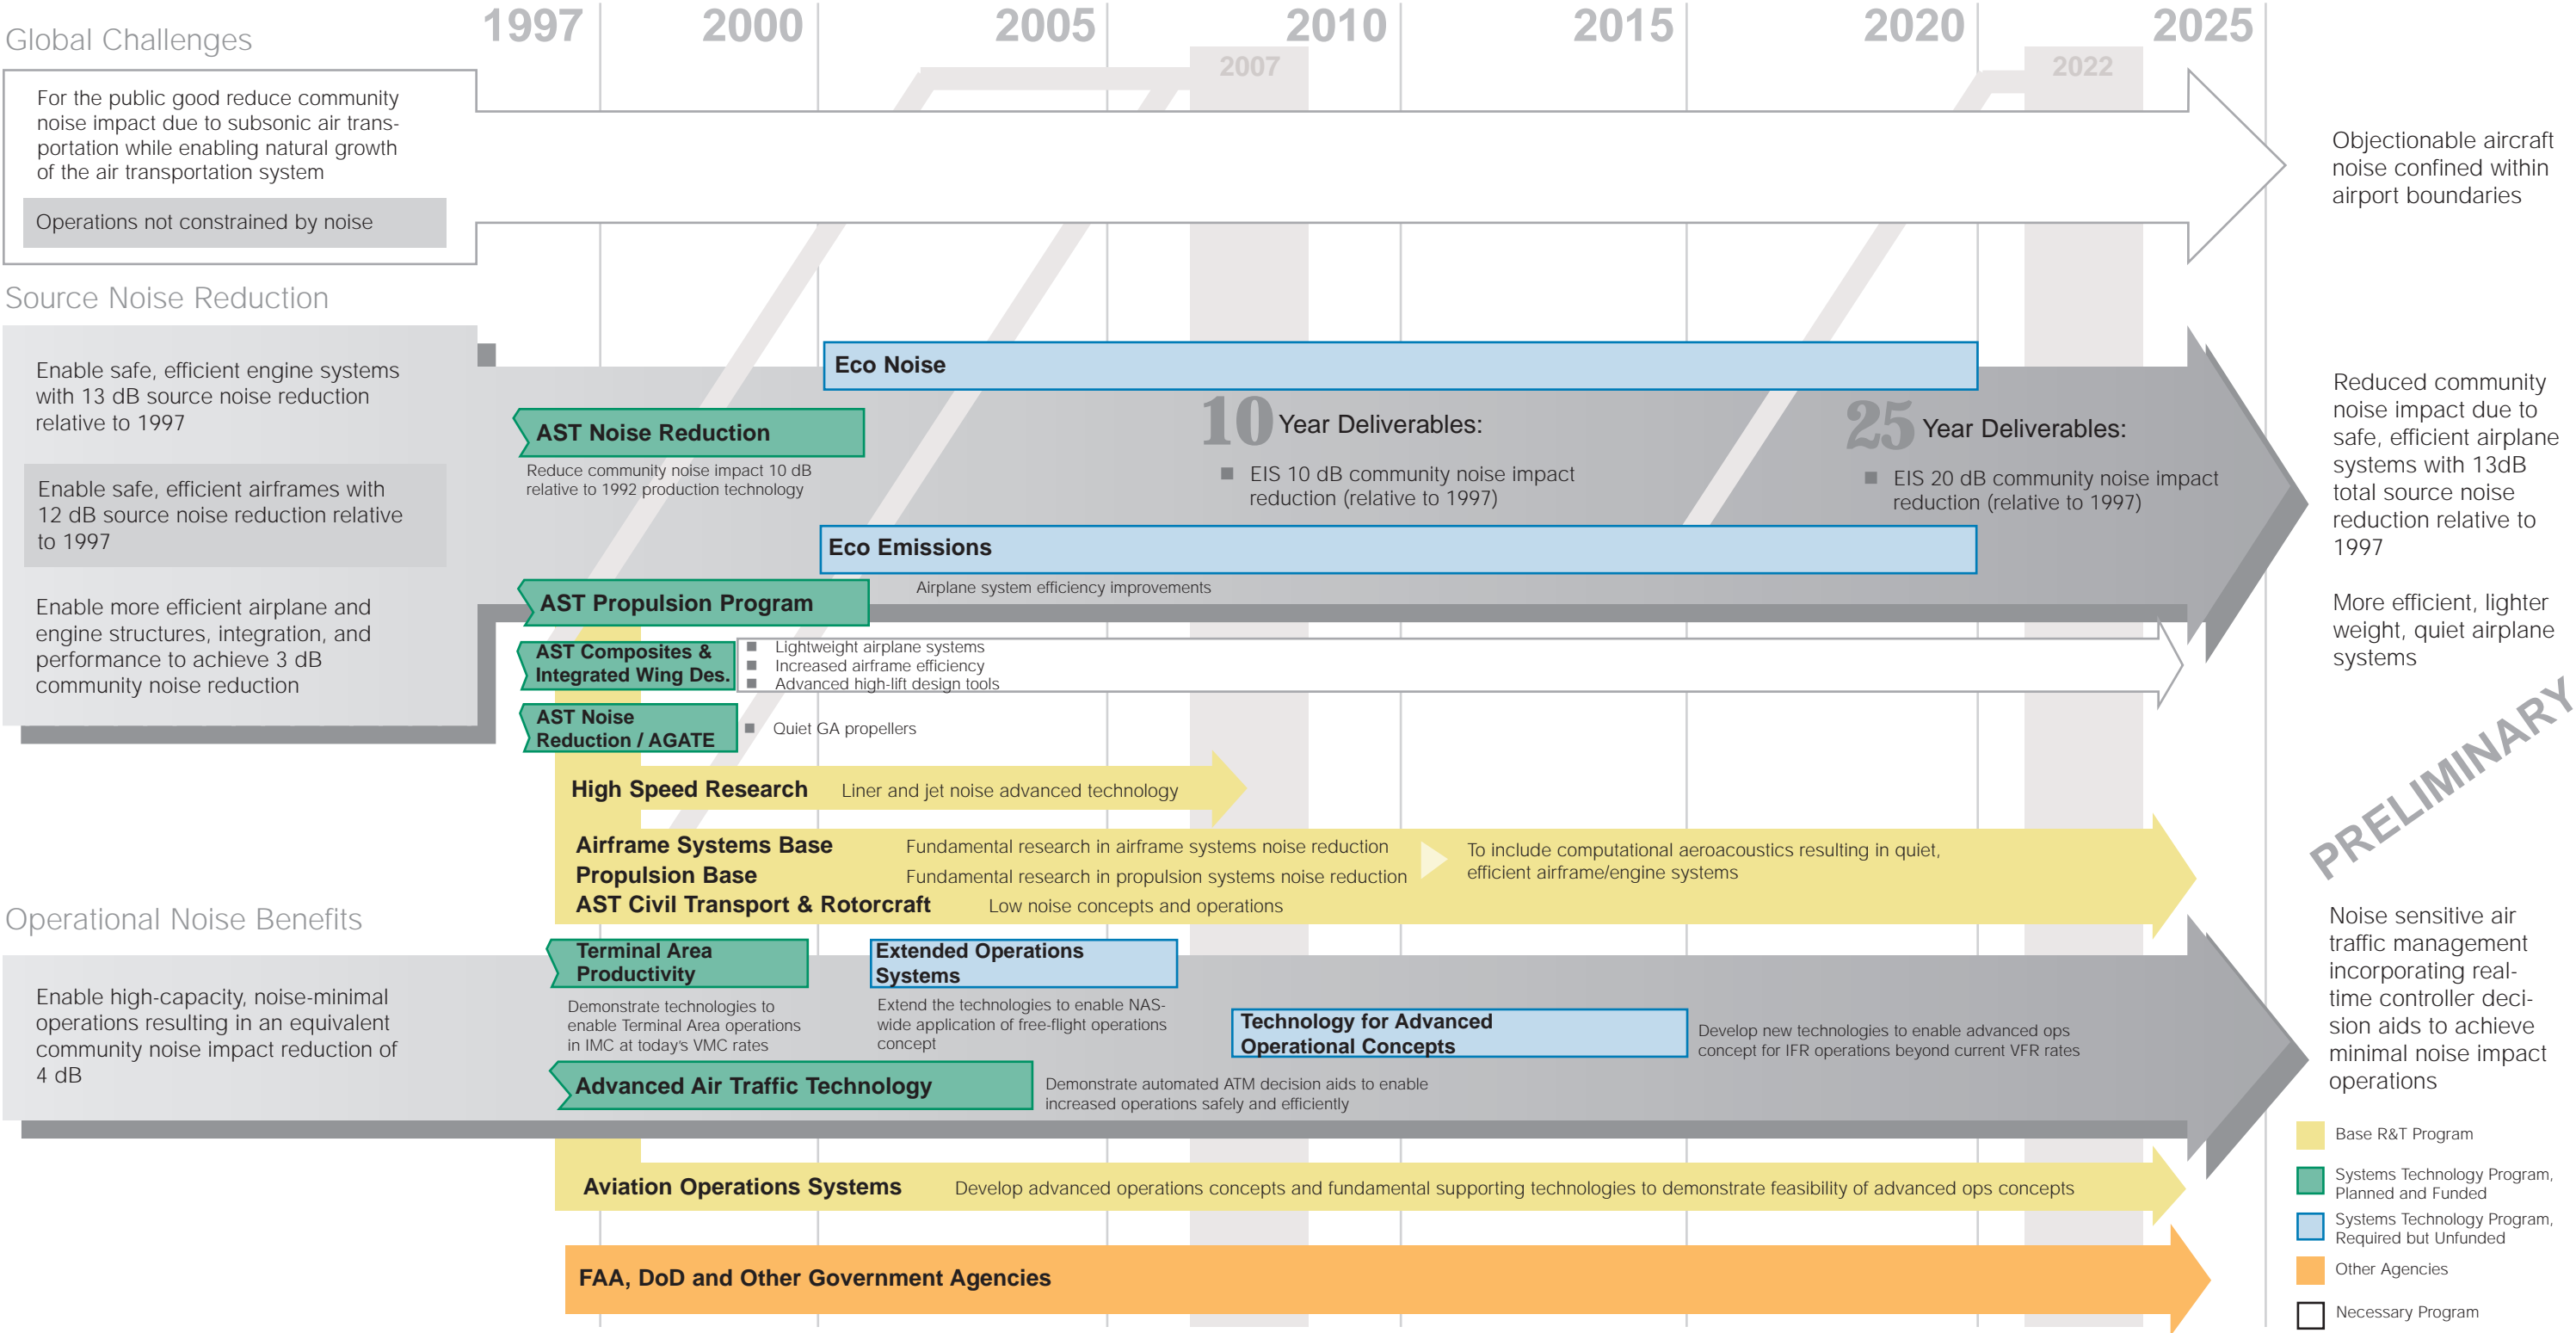 1997
2000
2005
2010
2015
2020
2025
2007
2022
Global Challenges
For the public good reduce community
noise impact due to subsonic air trans-
portation while enabling natural growth
of the air transportation system
Operations not constrained by noise
Objectionable aircraft
noise confined within
airport boundaries
Source Noise Reduction
Enable safe, efficient engine systems
with 13 dB source noise reduction
relative to 1997
Enable safe, efficient airframes with
12 dB source noise reduction relative
to 1997
Enable more efficient airplane and
engine structures, integration, and
performance to achieve 3 dB
community noise reduction
Eco Noise
AST Noise Reduction
Reduce community noise impact 10 dB
relative to 1992 production technology
10 Year Deliverables:
■ EIS 10 dB community noise impact
reduction (relative to 1997)
25 Year Deliverables:
■ EIS 20 dB community noise impact
reduction (relative to 1997)
Eco Emissions
Airplane system efficiency improvements
AST Propulsion Program
AST Composites &
Integrated Wing Des.
■ Lightweight airplane systems
■ Increased airframe efficiency
■ Advanced high-lift design tools
AST Noise
Reduction / AGATE
■ Quiet GA propellers
Reduced community
noise impact due to
safe, efficient airplane
systems with 13dB
total source noise
reduction relative to
1997
More efficient, lighter
weight, quiet airplane
systems
PRELIMINARY
High Speed Research
Liner and jet noise advanced technology
Airframe Systems Base
Fundamental research in airframe systems noise reduction
Propulsion Base
Fundamental research in propulsion systems noise reduction
To include computational aeroacoustics resulting in quiet,
efficient airframe/engine systems
AST Civil Transport & Rotorcraft
Low noise concepts and operations
Operational Noise Benefits
Enable high-capacity, noise-minimal
operations resulting in an equivalent
community noise impact reduction of
4 dB
Terminal Area
Productivity
Demonstrate technologies to
enable Terminal Area operations
in IMC at today's VMC rates
Extended Operations
Systems
Extend the technologies to enable NAS-
wide application of free-flight operations
concept
Technology for Advanced
Operational Concepts
Develop new technologies to enable advanced ops
concept for IFR operations beyond current VFR rates
Advanced Air Traffic Technology
Demonstrate automated ATM decision aids to enable
increased operations safely and efficiently
Noise sensitive air
traffic management
incorporating real-
time controller deci-
sion aids to achieve
minimal noise impact
operations
Aviation Operations Systems
Develop advanced operations concepts and fundamental supporting technologies to demonstrate feasibility of advanced ops concepts
FAA, DoD and Other Government Agencies
Base R&T Program
Systems Technology Program,
Planned and Funded
Systems Technology Program,
Required but Unfunded
Other Agencies
Necessary Program